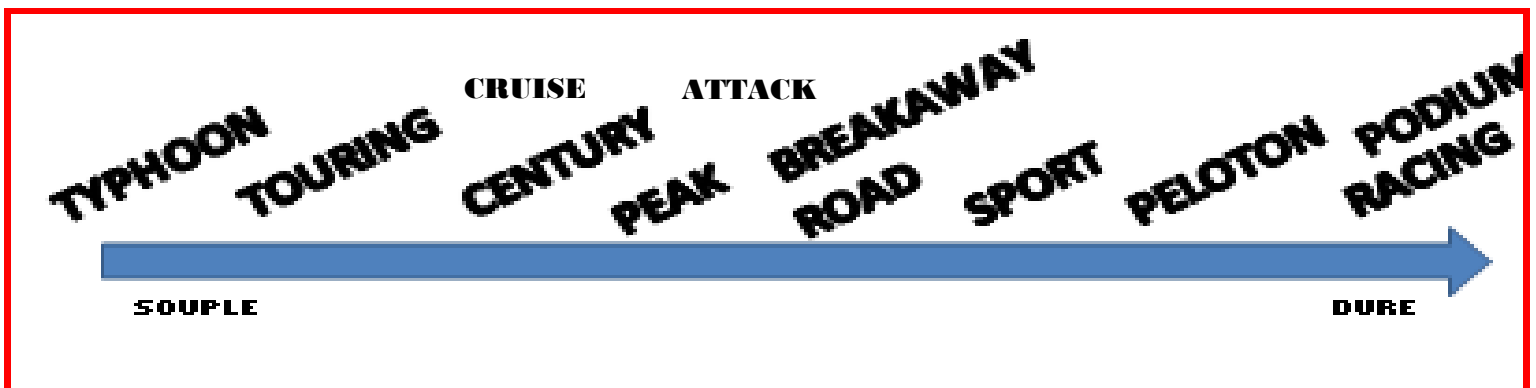 TYPHOON
TOURING
CRUISE
CENTURY
PEAK
ATTACK
BREAKAWAY
ROAD
SPORT
PELOTON
PODIUM
RACING
SOUPLE
DURE